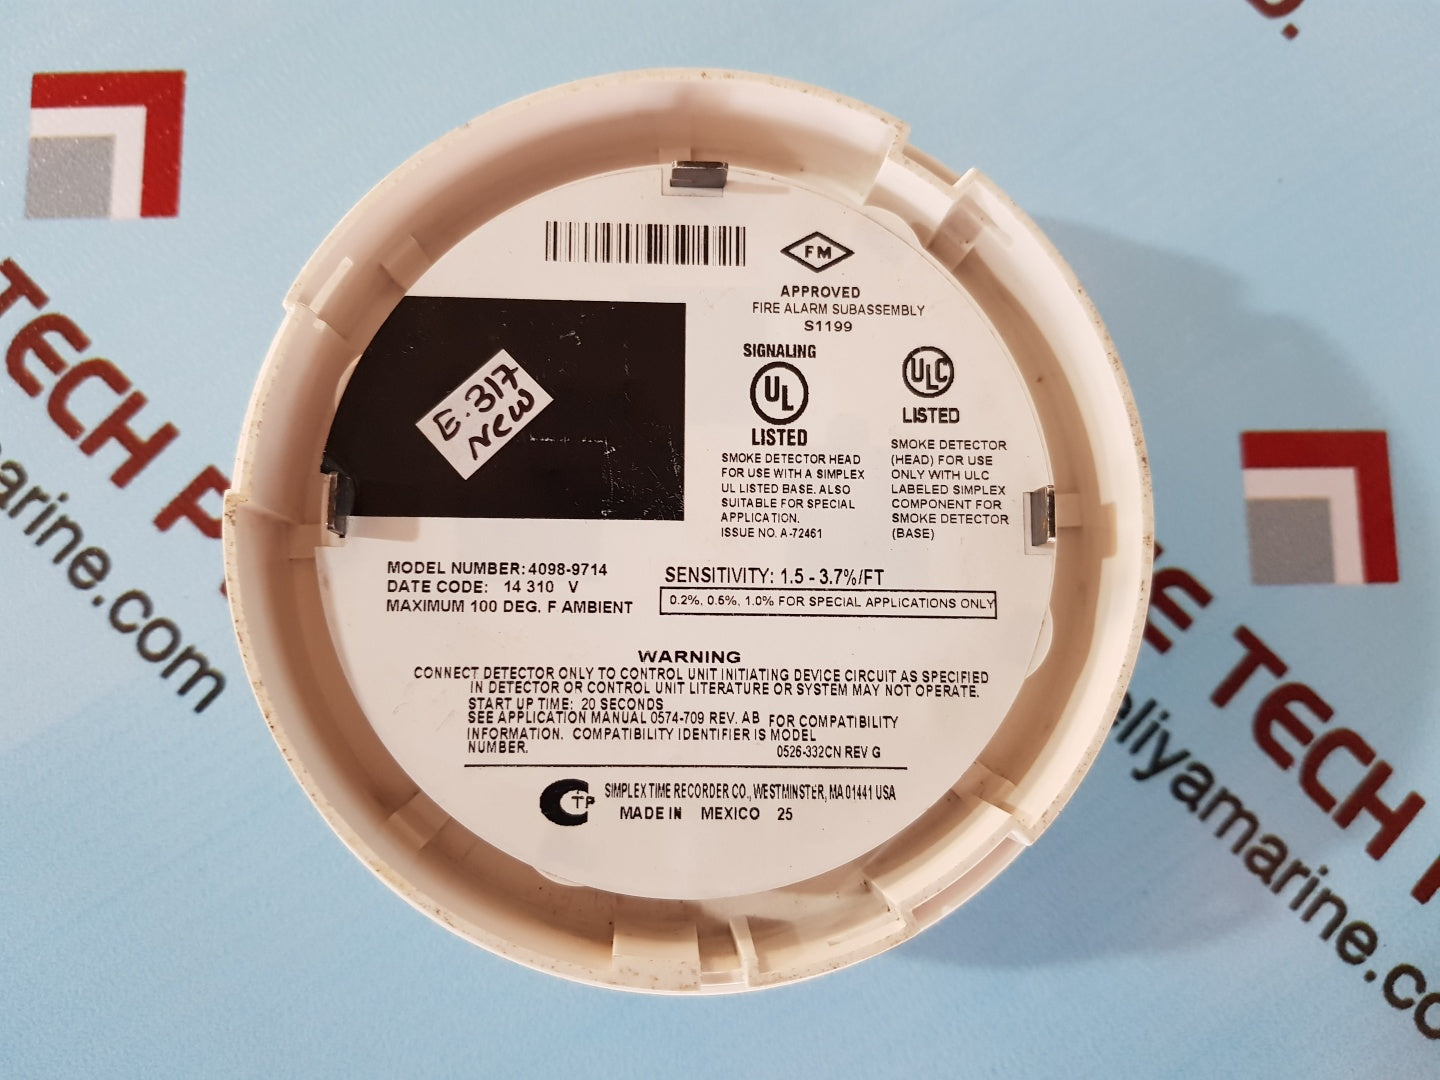 FM
APPROVED
FIRE ALARM SUBASSEMBLY
S1199
SIGNALING
UL
LISTED
SMOKE DETECTOR HEAD
FOR USE WITH A SIMPLEX
UL LISTED BASE. ALSO
SUITABLE FOR SPECIAL
APPLICATION.
ISSUE NO. A-72461
ULC
LISTED
SMOKE DETECTOR
(HEAD) FOR USE
ONLY WITH ULC
LABELED SIMPLEX
COMPONENT FOR
SMOKE DETECTOR
(BASE)
E.317
NEW
MODEL NUMBER: 4098-9714
DATE CODE: 14 310 V
MAXIMUM 100 DEG. F AMBIENT
SENSITIVITY: 1.5 - 3.7%/FT
0.2%, 0.5%, 1.0% FOR SPECIAL APPLICATIONS ONLY
WARNING
CONNECT DETECTOR ONLY TO CONTROL UNIT INITIATING DEVICE CIRCUIT AS SPECIFIED
IN DETECTOR OR CONTROL UNIT LITERATURE OR SYSTEM MAY NOT OPERATE.
START UP TIME: 20 SECONDS
SEE APPLICATION MANUAL 0574-709 REV. AB FOR COMPATIBILITY
INFORMATION. COMPATIBILITY IDENTIFIER IS MODEL
NUMBER. 0526-332CN REV G
CTP SIMPLEX TIME RECORDER CO., WESTMINSTER, MA 01441 USA
MADE IN MEXICO 25
TECH P
arine.com
E TECH
eliyamarine.co
D.